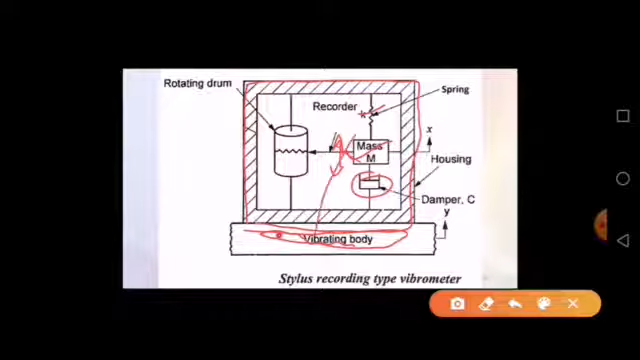 Rotating drum
Recorder
Spring
x
Mass
M
Housing
Damper, C
y
Vibrating body
Stylus recording type vibrometer